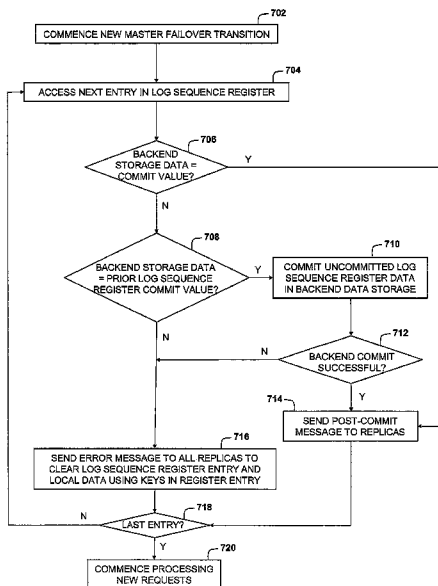 702
COMMENCE NEW MASTER FAILOVER TRANSITION
704
ACCESS NEXT ENTRY IN LOG SEQUENCE REGISTER
706
BACKEND
STORAGE DATA =
COMMIT VALUE?
Y
N
708
BACKEND STORAGE DATA
= PRIOR LOG SEQUENCE
REGISTER COMMIT VALUE?
Y
N
710
COMMIT UNCOMMITTED LOG
SEQUENCE REGISTER DATA
IN BACKEND DATA STORAGE
712
BACKEND COMMIT
SUCCESSFUL?
N
Y
714
SEND POST-COMMIT
MESSAGE TO REPLICAS
716
SEND ERROR MESSAGE TO ALL REPLICAS TO
CLEAR LOG SEQUENCE REGISTER ENTRY AND
LOCAL DATA USING KEYS IN REGISTER ENTRY
718
LAST ENTRY?
N
Y
720
COMMENCE PROCESSING
NEW REQUESTS